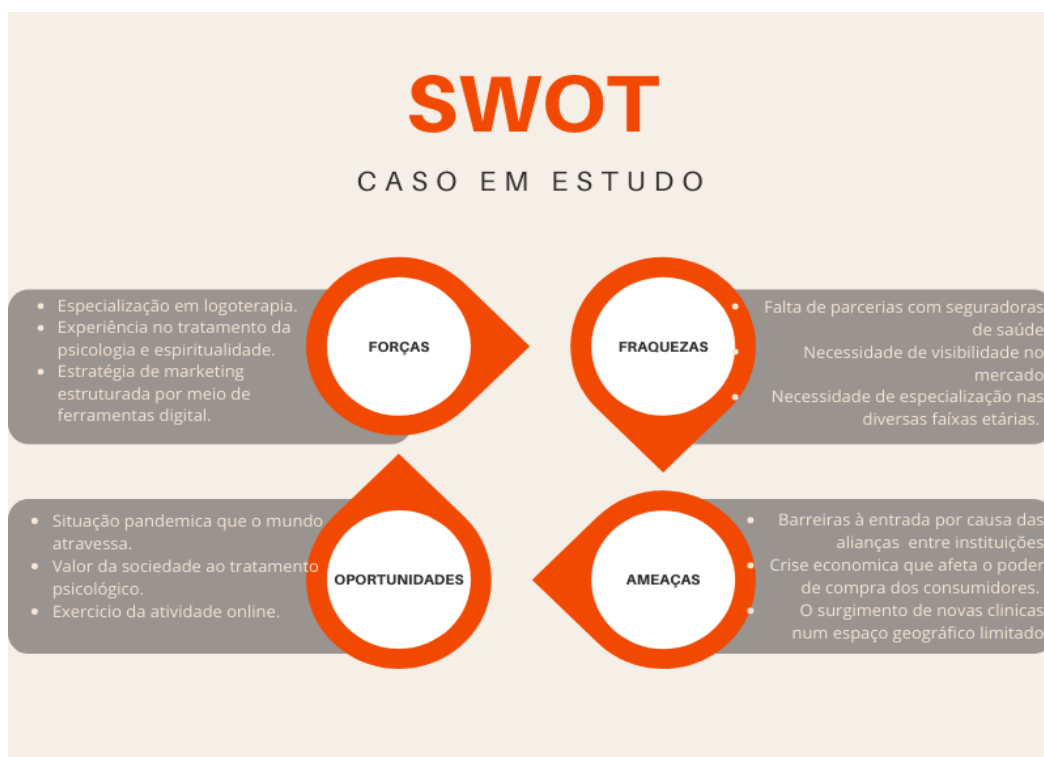 SWOT
CASO EM ESTUDO
• Especialização em logoterapia.
• Experiência no tratamento da
psicologia e espiritualidade.
• Estratégia de marketing
estruturada por meio de
ferramentas digital.
FORÇAS
FRAQUEZAS
• Falta de parcerias com seguradoras
de saúde
• Necessidade de visibilidade no
mercado
• Necessidade de especialização nas
diversas faíxas etárias.
• Situação pandemica que o mundo
atravessa.
• Valor da sociedade ao tratamento
psicológico.
• Exercicio da atividade online.
OPORTUNIDADES
AMEAÇAS
• Barreiras à entrada por causa das
alianças entre instituições
• Crise economica que afeta o poder
de compra dos consumidores.
• O surgimento de novas clinicas
num espaço geográfico limitado